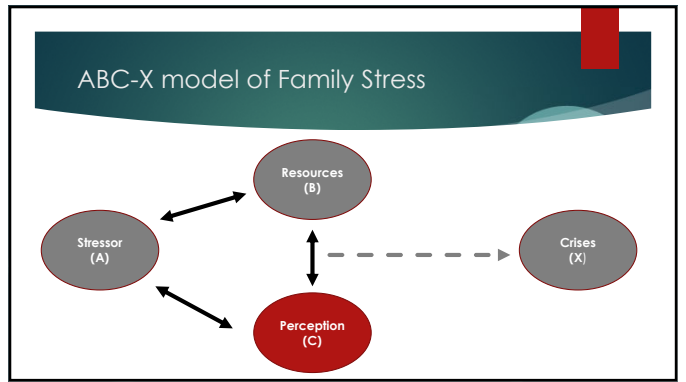 ABC-X model of Family Stress
Resources
(B)
Stressor
(A)
Crises
(X)
Perception
(C)